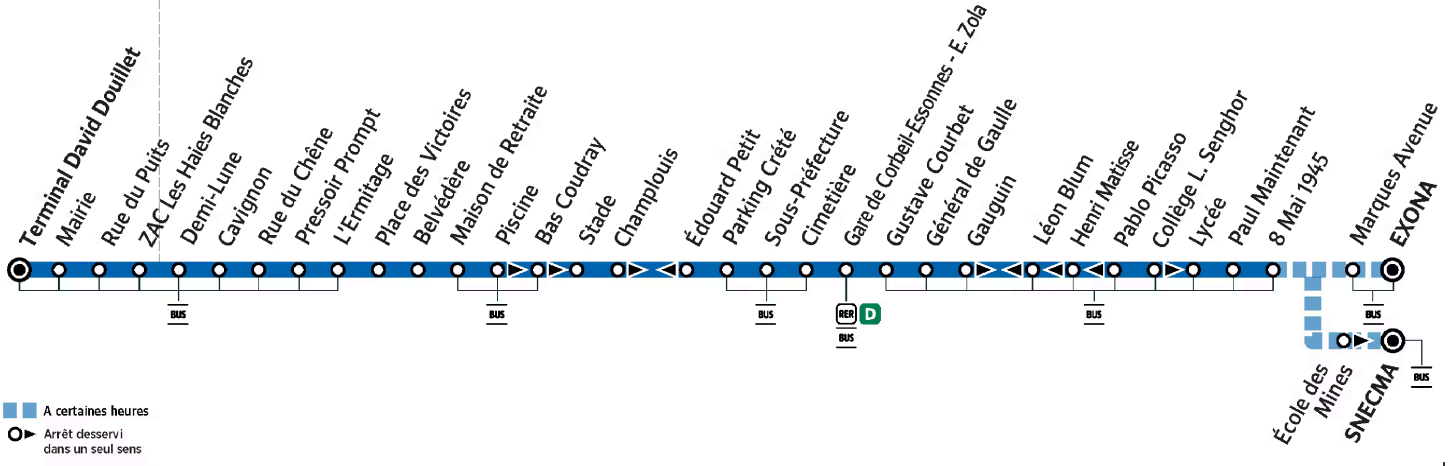 Terminal David Douillet
Mairie
Rue du Puits
ZAC Les Haies Blanches
Demi-Lune
Cavignon
Rue du Chêne
Pressoir Prompt
L'Ermitage
Place des Victoires
Belvédère
Maison de Retraite
Piscine
Bas Coudray
Stade
Champlouis
Édouard Petit
Parking Crété
Sous-Préfecture
Cimetière
Gare de Corbeil-Essonnes - E. Zola
Gustave Courbet
Général de Gaulle
Gauguin
Léon Blum
Henri Matisse
Pablo Picasso
Collège L. Senghor
Lycée
Paul Maintenant
8 Mai 1945
Marques Avenue
EXONA
BUS
BUS
BUS
RER D
BUS
BUS
BUS
École des
Mines
SNECMA
BUS
A certaines heures
Arrêt desservi
dans un seul sens